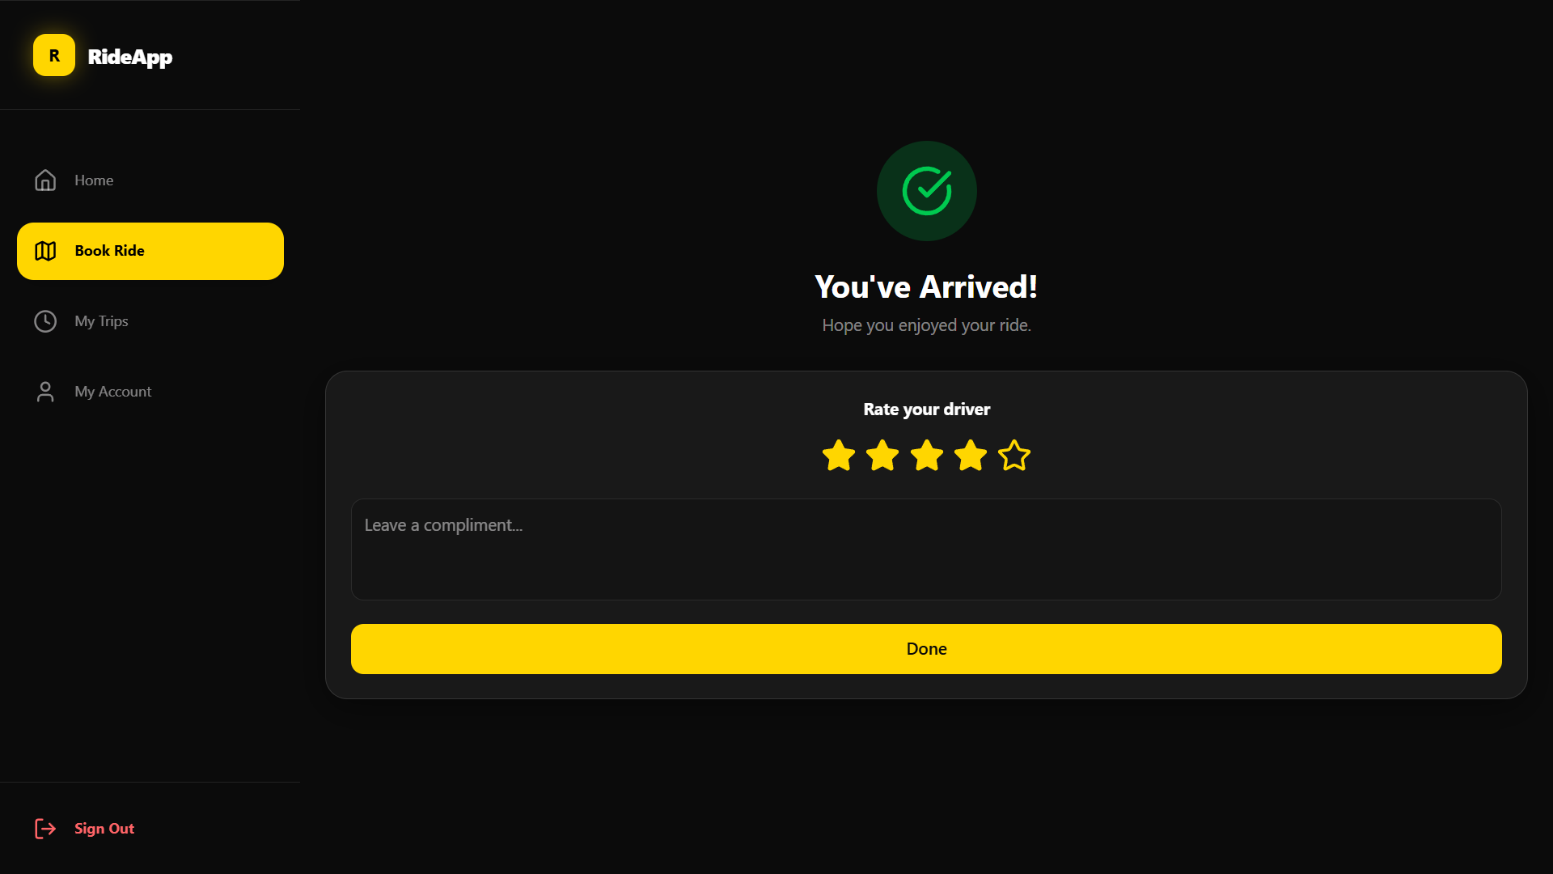 R
RideApp
Home
Book Ride
My Trips
My Account
Sign Out
You've Arrived!
Hope you enjoyed your ride.
Rate your driver
Leave a compliment...
Done